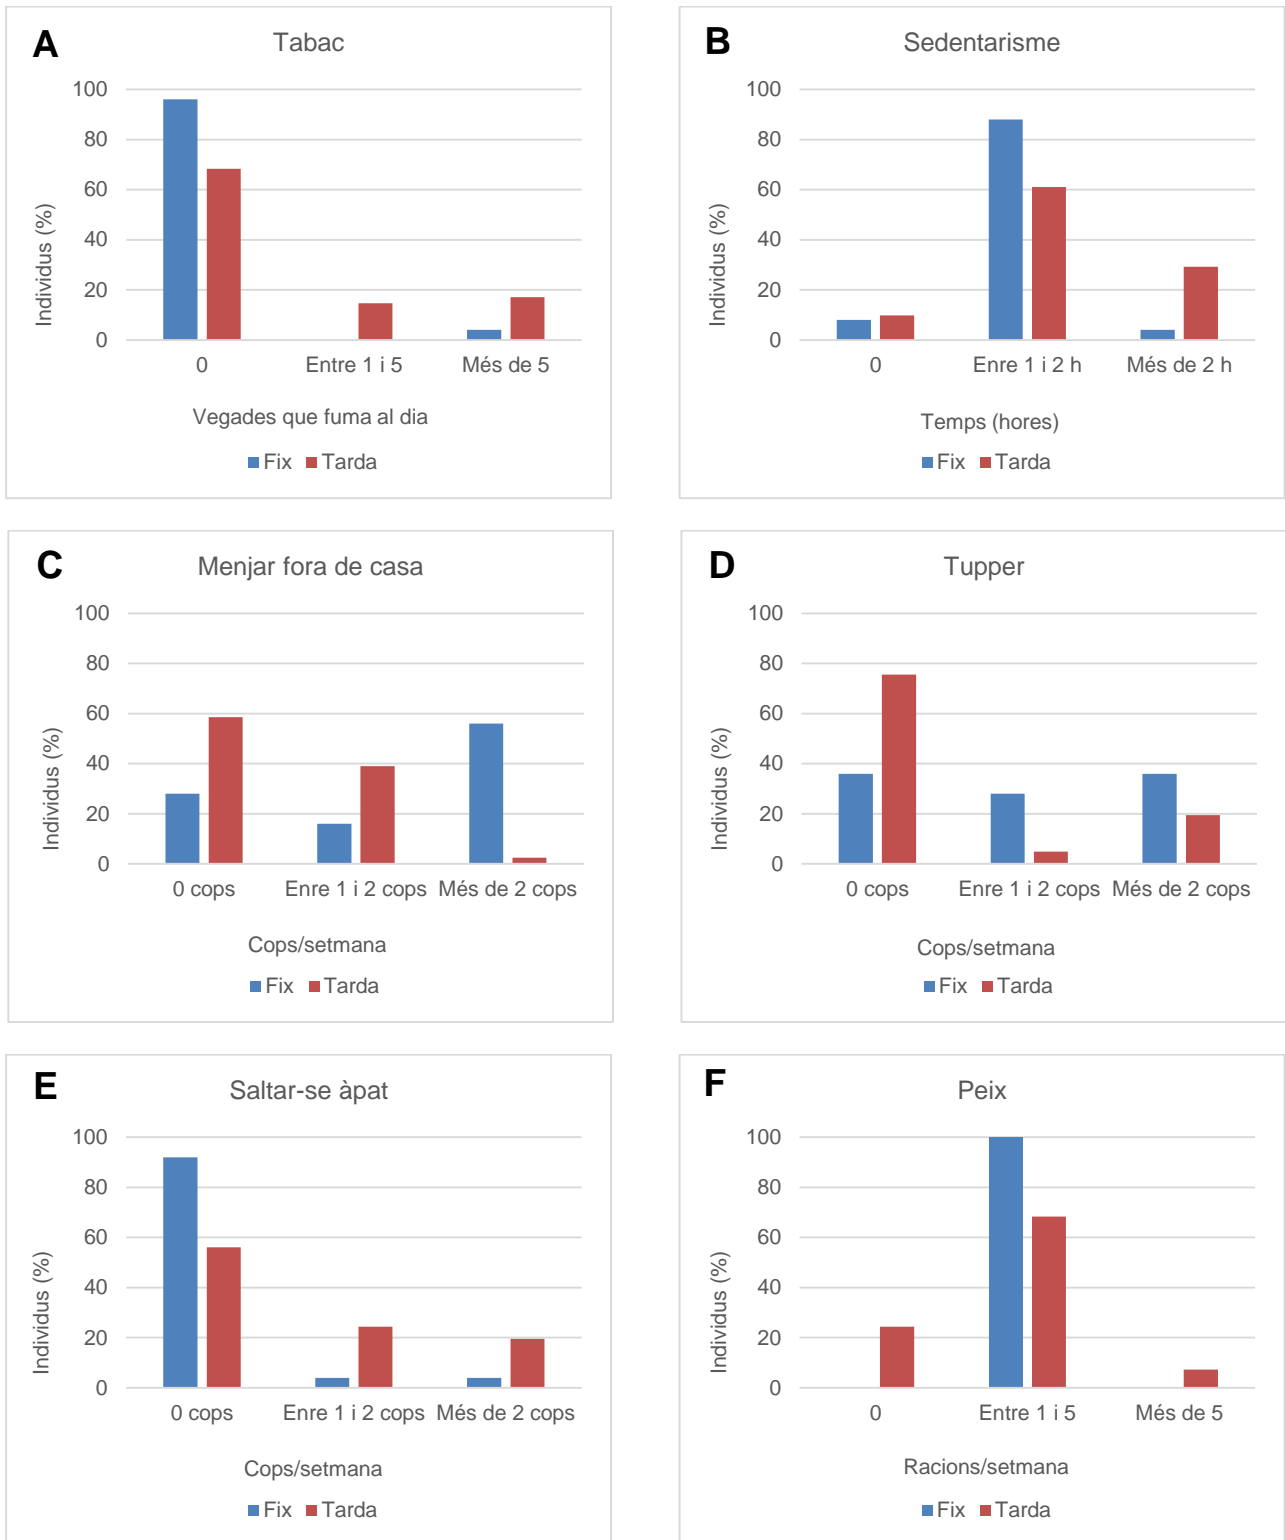 A
Tabac
100
80
60
40
20
0
Individus (%)
0 Entre 1 i 5 Més de 5
Vegades que fuma al dia
Fix Tarda
B
Sedentarisme
100
80
60
40
20
0
Individus (%)
0 Enre 1 i 2 h Més de 2 h
Temps (hores)
Fix Tarda
C
Menjar fora de casa
100
80
60
40
20
0
Individus (%)
0 cops Enre 1 i 2 cops Més de 2 cops
Cops/setmana
Fix Tarda
D
Tupper
100
80
60
40
20
0
Individus (%)
0 cops Enre 1 i 2 cops Més de 2 cops
Cops/setmana
Fix Tarda
E
Saltar-se àpat
100
80
60
40
20
0
Individus (%)
0 cops Enre 1 i 2 cops Més de 2 cops
Cops/setmana
Fix Tarda
F
Peix
100
80
60
40
20
0
Individus (%)
0 Entre 1 i 5 Més de 5
Racions/setmana
Fix Tarda